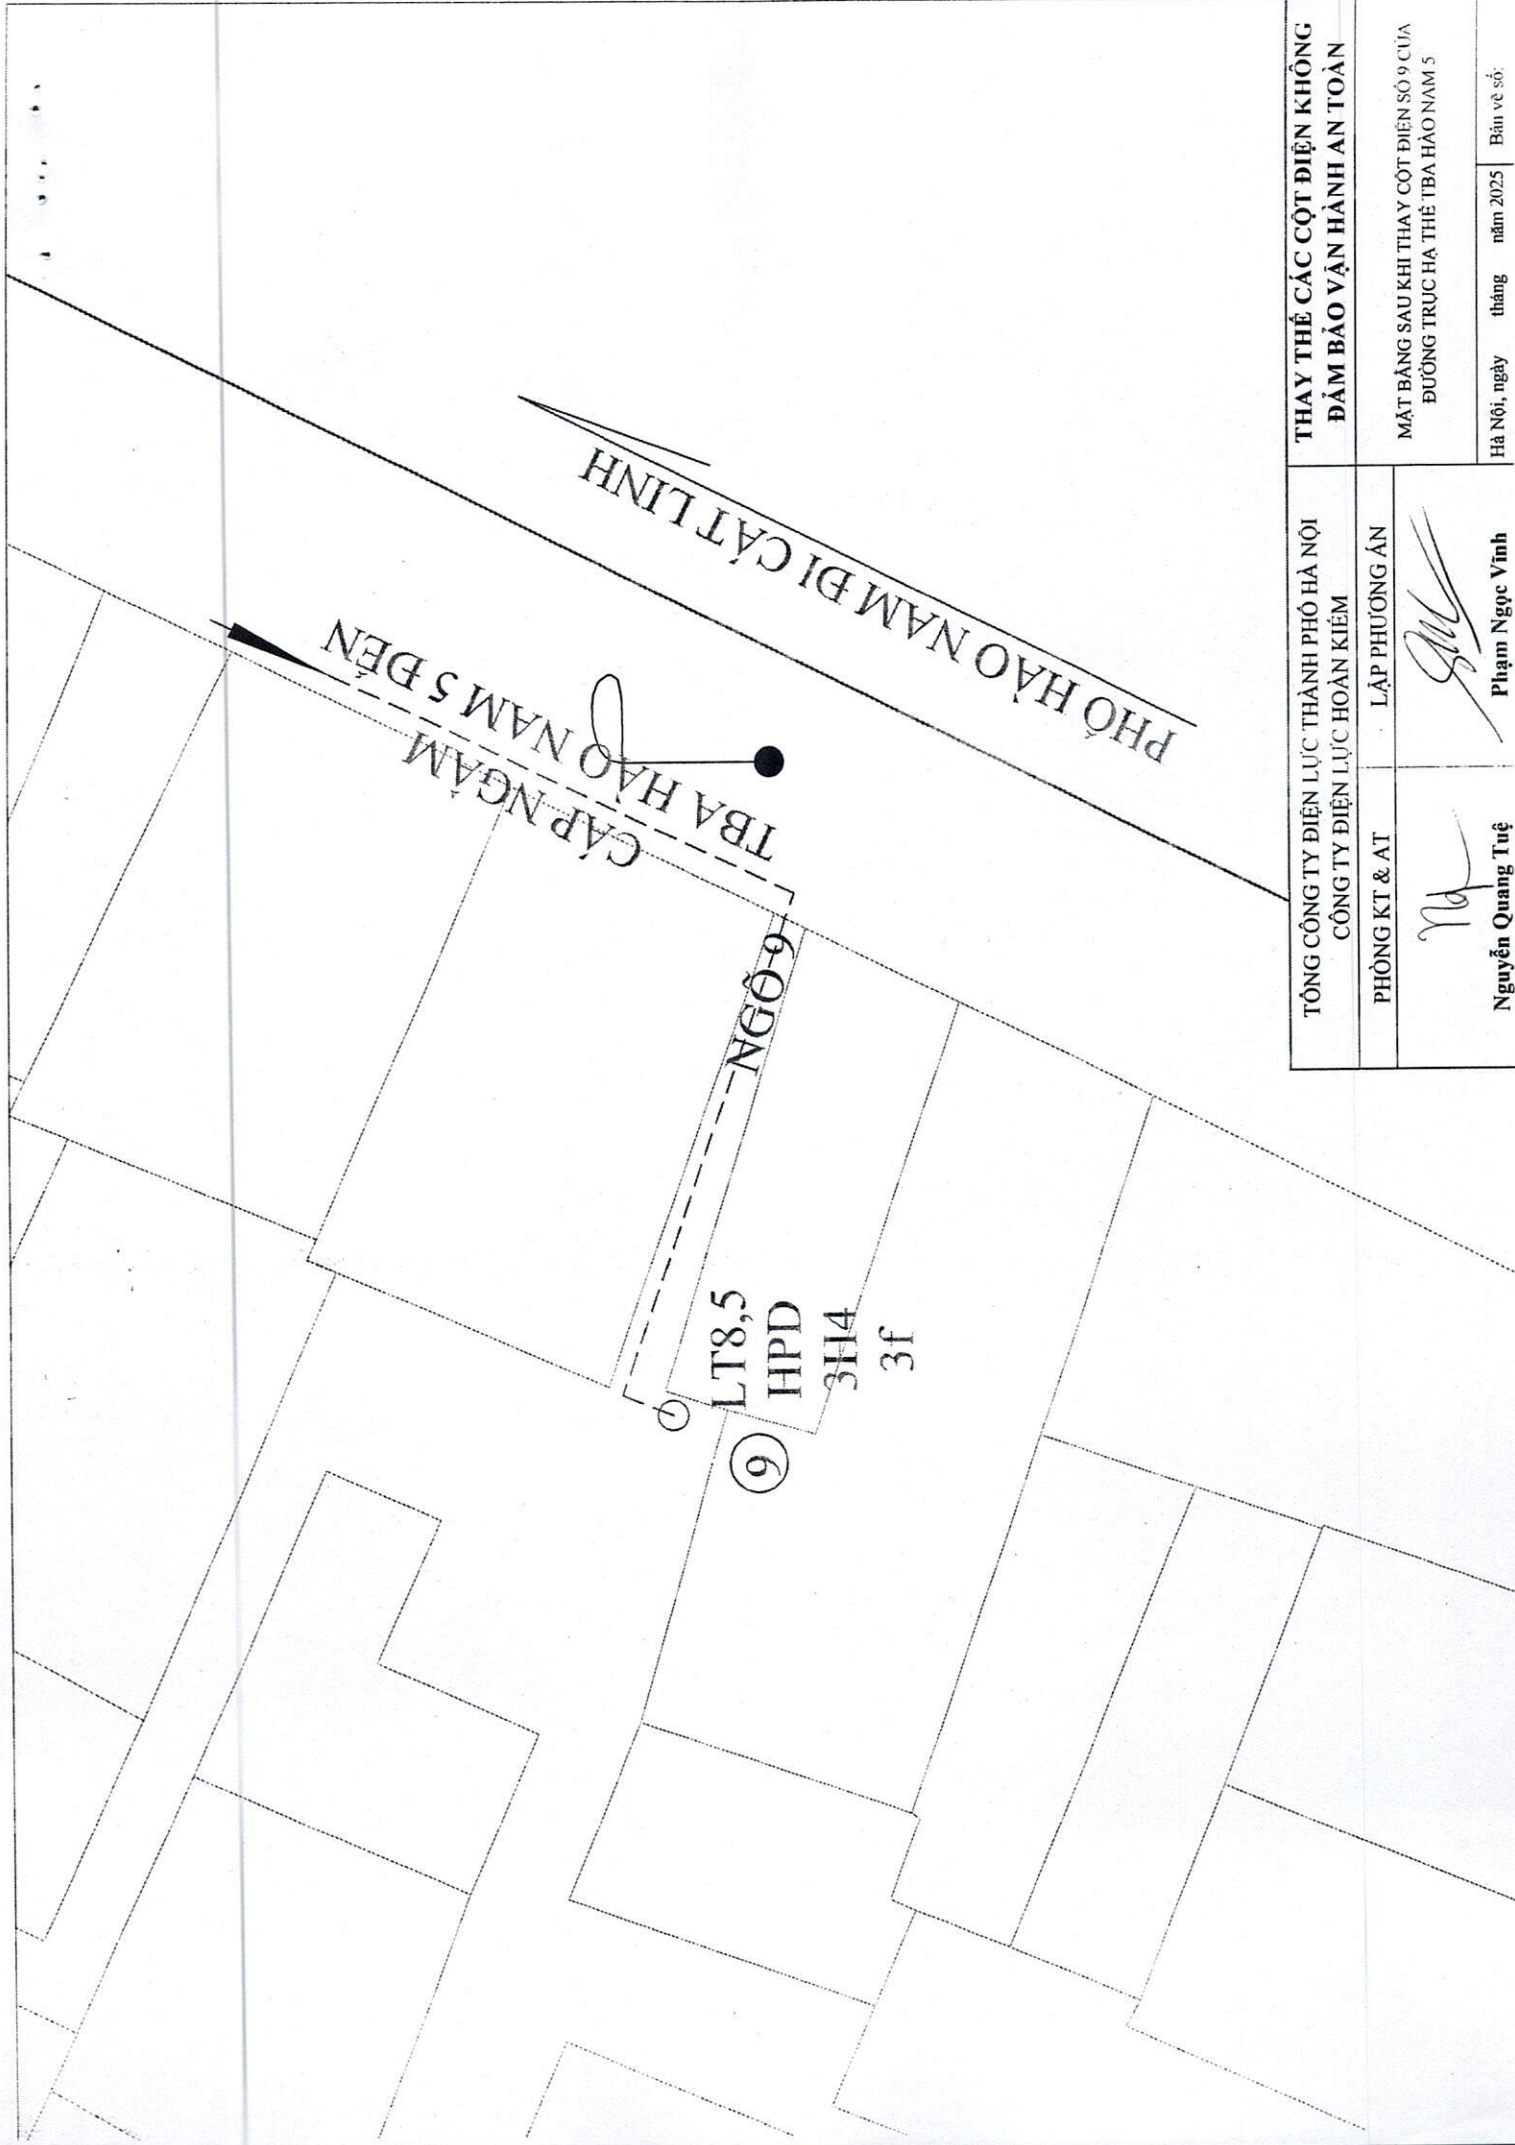 CÁP NGẦM
TBA HÀO NAM 5 ĐẾN
PHỐ HÀO NAM ĐI CÁT LINH
NGÕ 9
LT8,5
HPD
3H4
3f
9
TỔNG CÔNG TY ĐIỆN LỰC THÀNH PHỐ HÀ NỘI
CÔNG TY ĐIỆN LỰC HOÀN KIẾM
THAY THẾ CÁC CỘT ĐIỆN KHÔNG
ĐẢM BẢO VẬN HÀNH AN TOÀN
PHÒNG KT & AT
LẬP PHƯƠNG ÁN
MẶT BẰNG SAU KHI THAY CỘT ĐIỆN SỐ 9 CỦA
ĐƯỜNG TRỤC HẠ THẾ TBA HÀO NAM 5
Nguyễn Quang Tuệ
Phạm Ngọc Vĩnh
Hà Nội, ngày tháng năm 2025
Bản vẽ số: